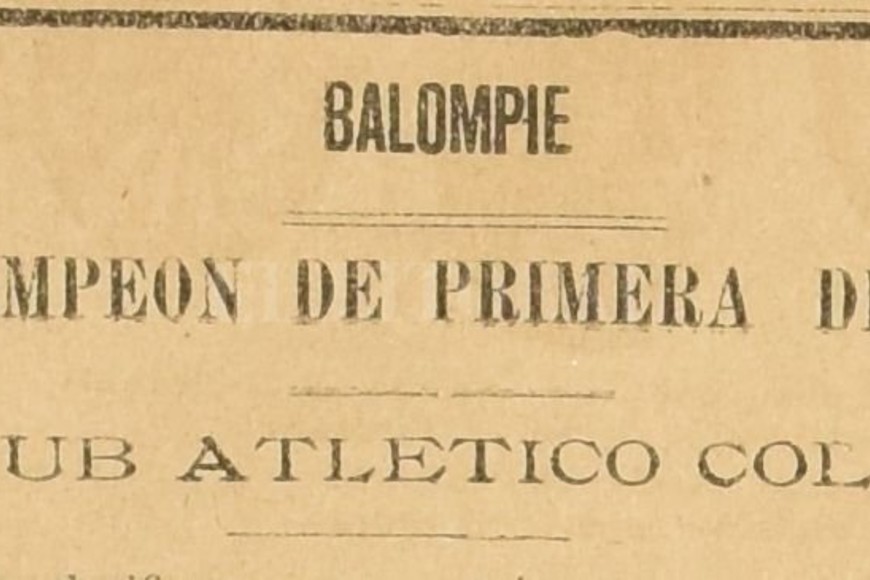 BALOMPIE
MPEON DE PRIMERA D
UB ATLETICO COL